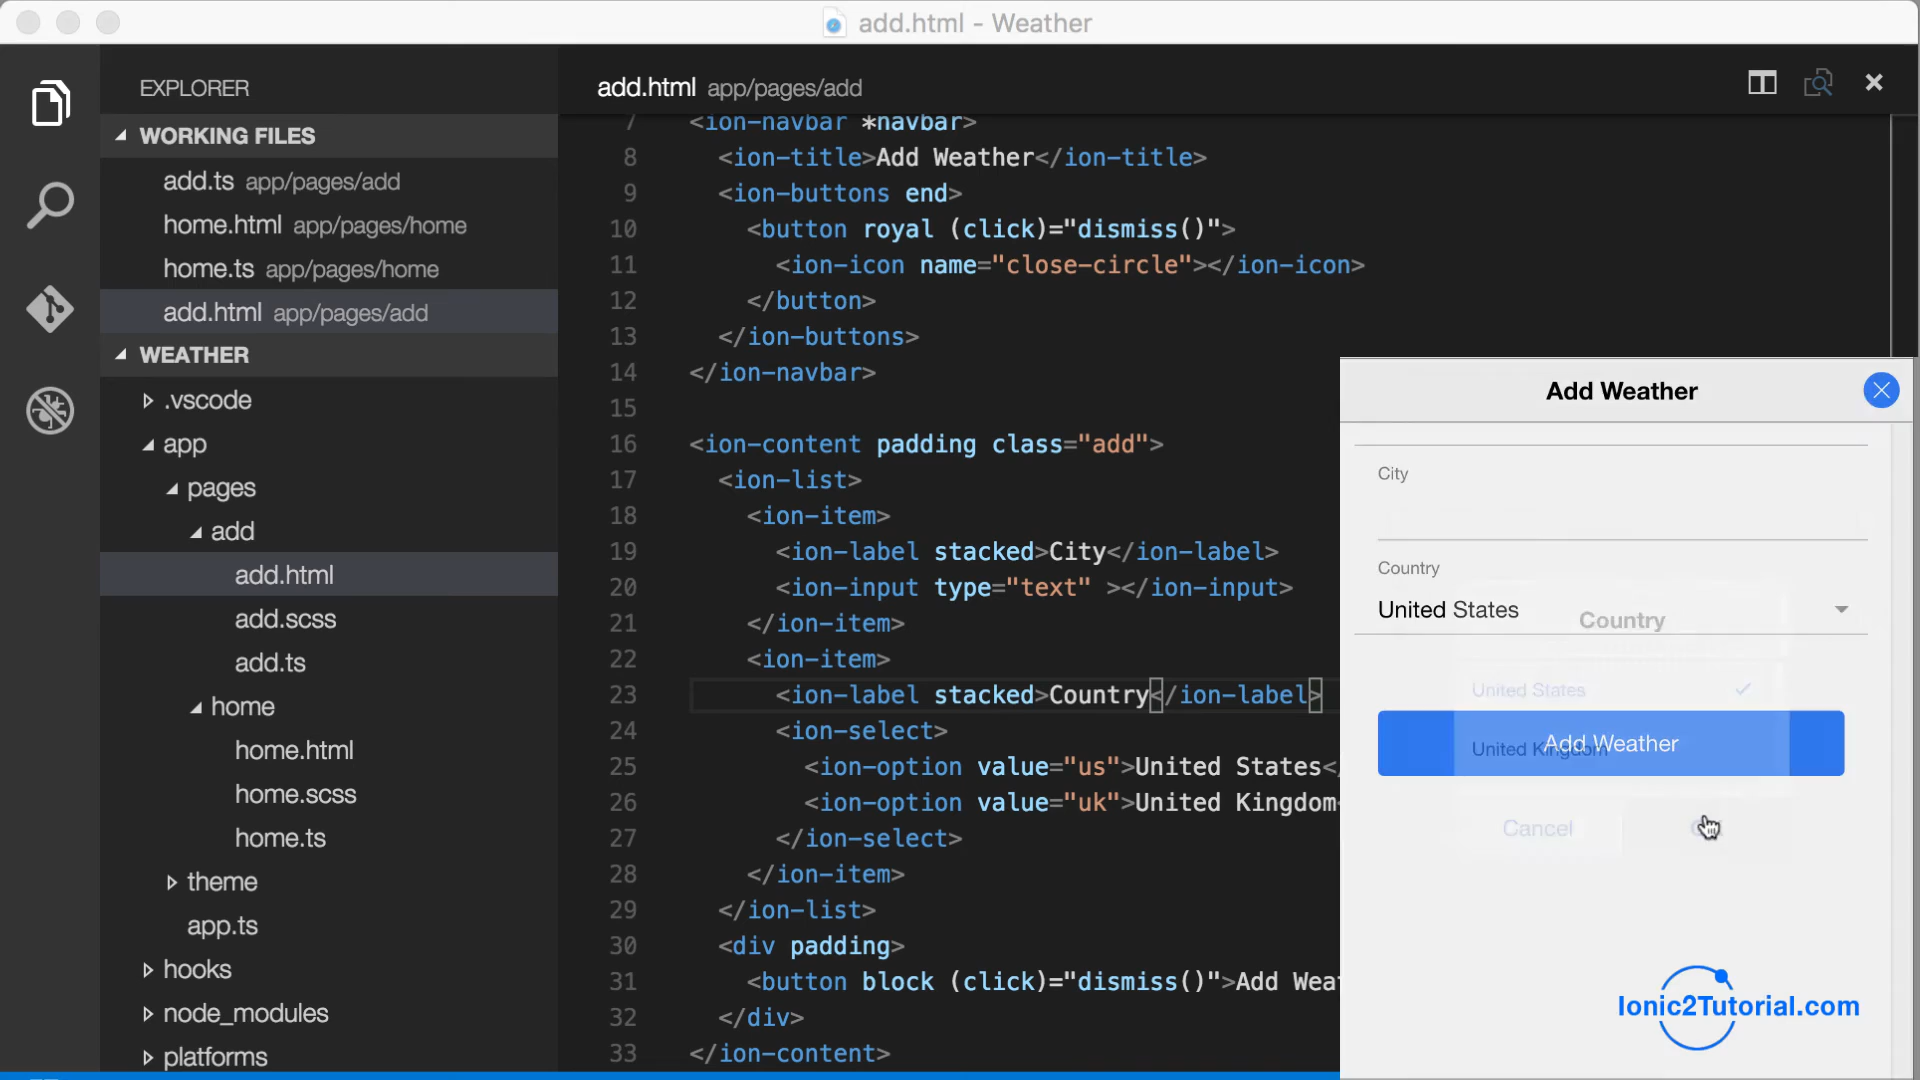 add.html - Weather
EXPLORER
WORKING FILES
add.ts app/pages/add
home.html app/pages/home
home.ts app/pages/home
add.html app/pages/add
WEATHER
.vscode
app
pages
add
add.html
add.scss
add.ts
home
home.html
home.scss
home.ts
theme
app.ts
hooks
node_modules
platforms
add.html app/pages/add
7 <ion-navbar *navbar>
8 <ion-title>Add Weather</ion-title>
9 <ion-buttons end>
10 <button royal (click)="dismiss()">
11 <ion-icon name="close-circle"></ion-icon>
12 </button>
13 </ion-buttons>
14 </ion-navbar>
15
16 <ion-content padding class="add">
17 <ion-list>
18 <ion-item>
19 <ion-label stacked>City</ion-label>
20 <ion-input type="text" ></ion-input>
21 </ion-item>
22 <ion-item>
23 <ion-label stacked>Country</ion-label>
24 <ion-select>
25 <ion-option value="us">United States</
26 <ion-option value="uk">United Kingdom
27 </ion-select>
28 </ion-item>
29 </ion-list>
30 <div padding>
31 <button block (click)="dismiss()">Add Wea
32 </div>
33 </ion-content>
Add Weather
City
Country
United States
Country
United States
United Kingdom
Add Weather
Cancel
Ionic2Tutorial.com